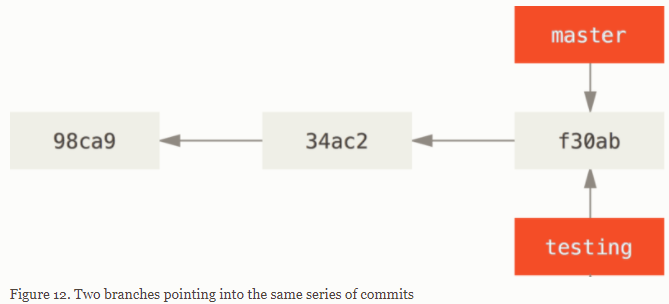 master
98ca9 34ac2 f30ab
testing
Figure 12. Two branches pointing into the same series of commits